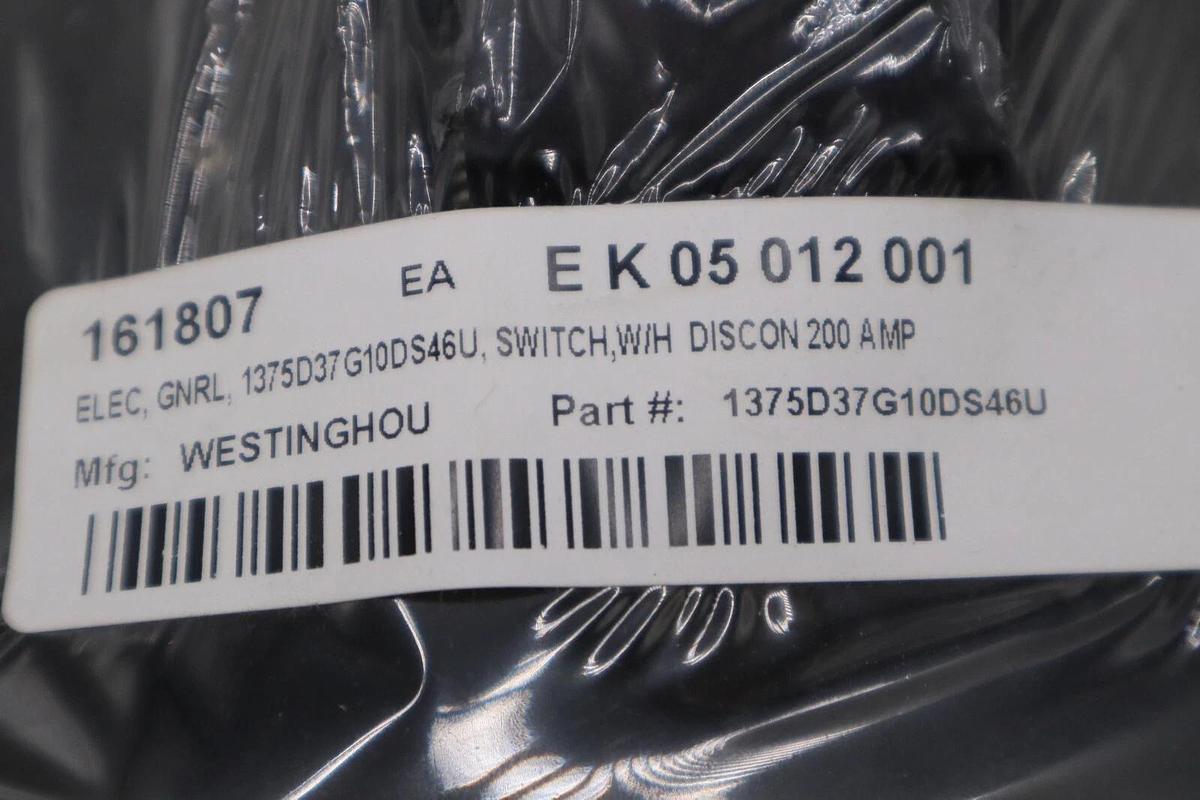 161807 EA E K 05 012 001
ELEC, GNRL, 1375D37G10DS46U, SWITCH,W/H DISCON 200 AMP
Mfg: WESTINGHOU Part #: 1375D37G10DS46U